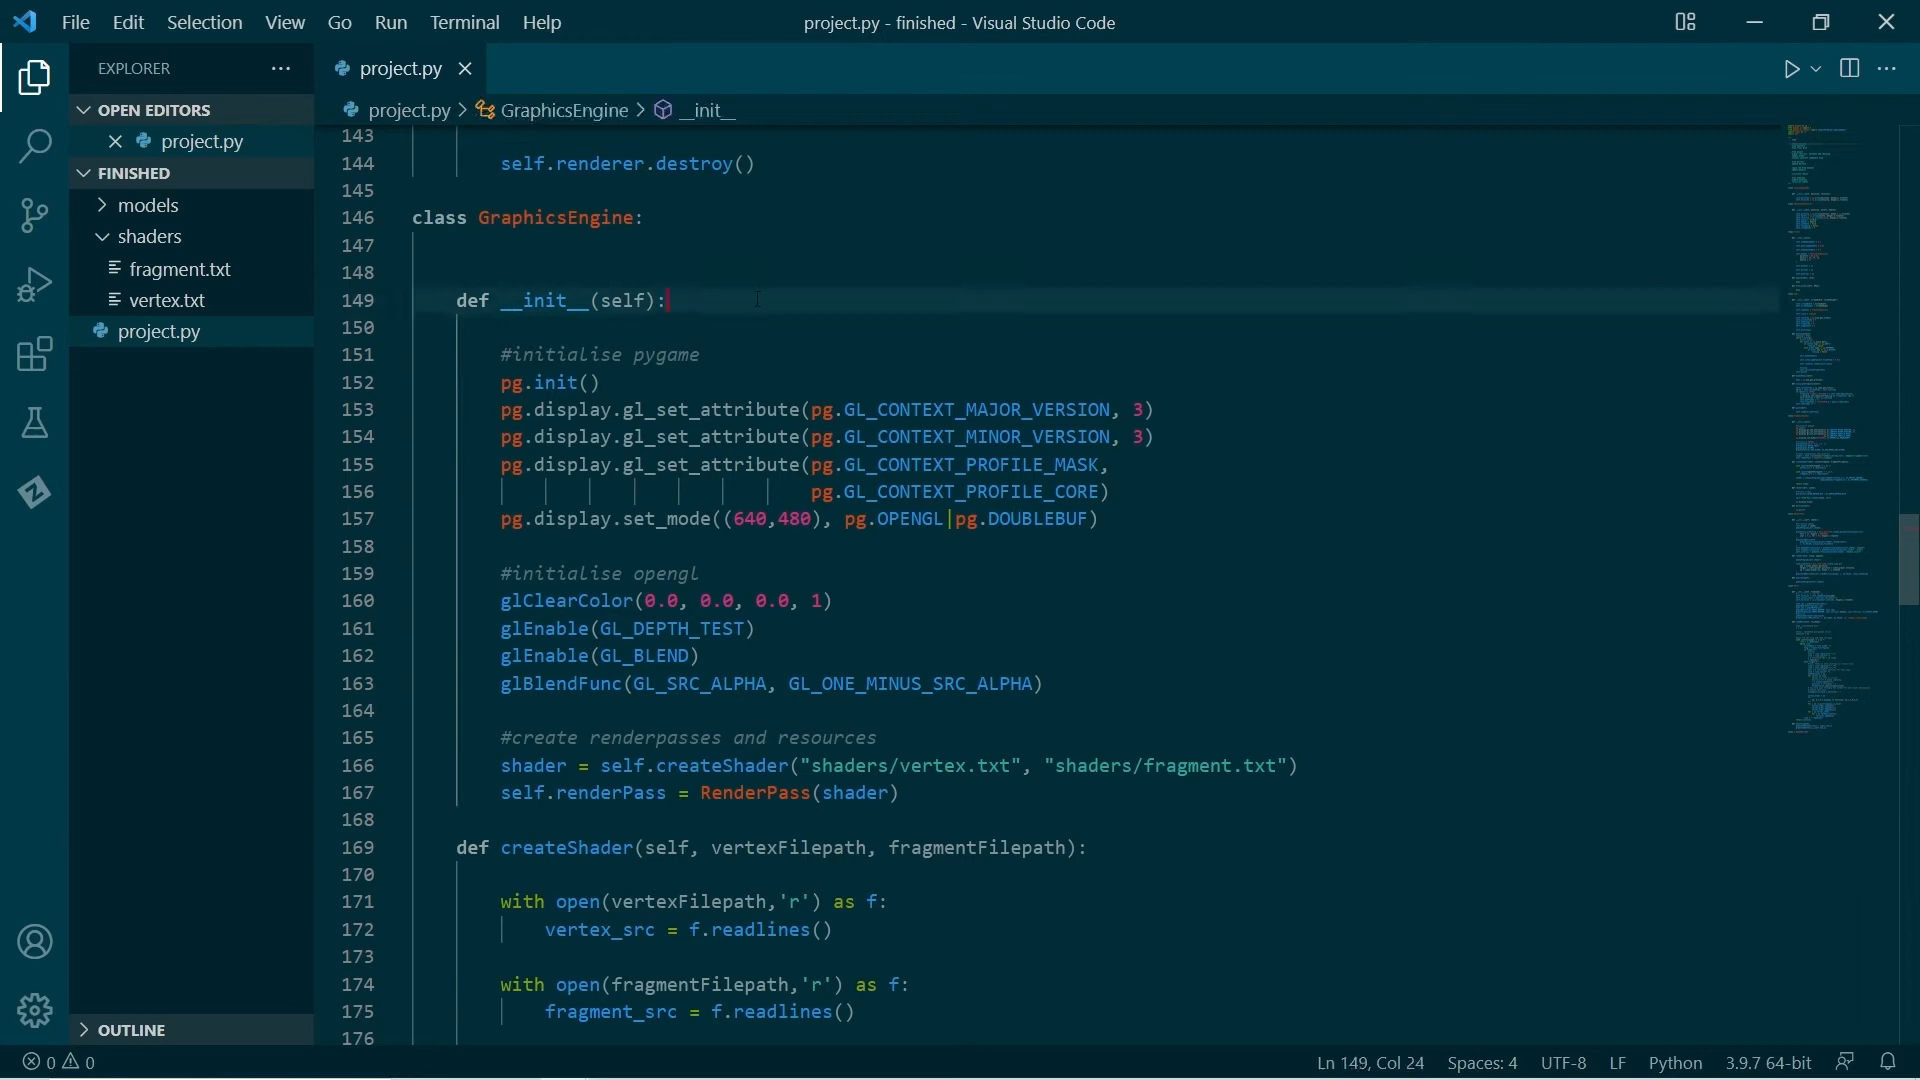 File Edit Selection View Go Run Terminal Help
project.py - finished - Visual Studio Code
EXPLORER
project.py
OPEN EDITORS
project.py
FINISHED
models
shaders
fragment.txt
vertex.txt
project.py
OUTLINE
project.py > GraphicsEngine > __init__
143
144 self.renderer.destroy()
145
146 class GraphicsEngine:
147
148
149 def __init__(self):
150
151 #initialise pygame
152 pg.init()
153 pg.display.gl_set_attribute(pg.GL_CONTEXT_MAJOR_VERSION, 3)
154 pg.display.gl_set_attribute(pg.GL_CONTEXT_MINOR_VERSION, 3)
155 pg.display.gl_set_attribute(pg.GL_CONTEXT_PROFILE_MASK,
156 pg.GL_CONTEXT_PROFILE_CORE)
157 pg.display.set_mode((640,480), pg.OPENGL|pg.DOUBLEBUF)
158
159 #initialise opengl
160 glClearColor(0.0, 0.0, 0.0, 1)
161 glEnable(GL_DEPTH_TEST)
162 glEnable(GL_BLEND)
163 glBlendFunc(GL_SRC_ALPHA, GL_ONE_MINUS_SRC_ALPHA)
164
165 #create renderpasses and resources
166 shader = self.createShader("shaders/vertex.txt", "shaders/fragment.txt")
167 self.renderPass = RenderPass(shader)
168
169 def createShader(self, vertexFilepath, fragmentFilepath):
170
171 with open(vertexFilepath,'r') as f:
172 vertex_src = f.readlines()
173
174 with open(fragmentFilepath,'r') as f:
175 fragment_src = f.readlines()
176
0 0
Ln 149, Col 24 Spaces: 4 UTF-8 LF Python 3.9.7 64-bit